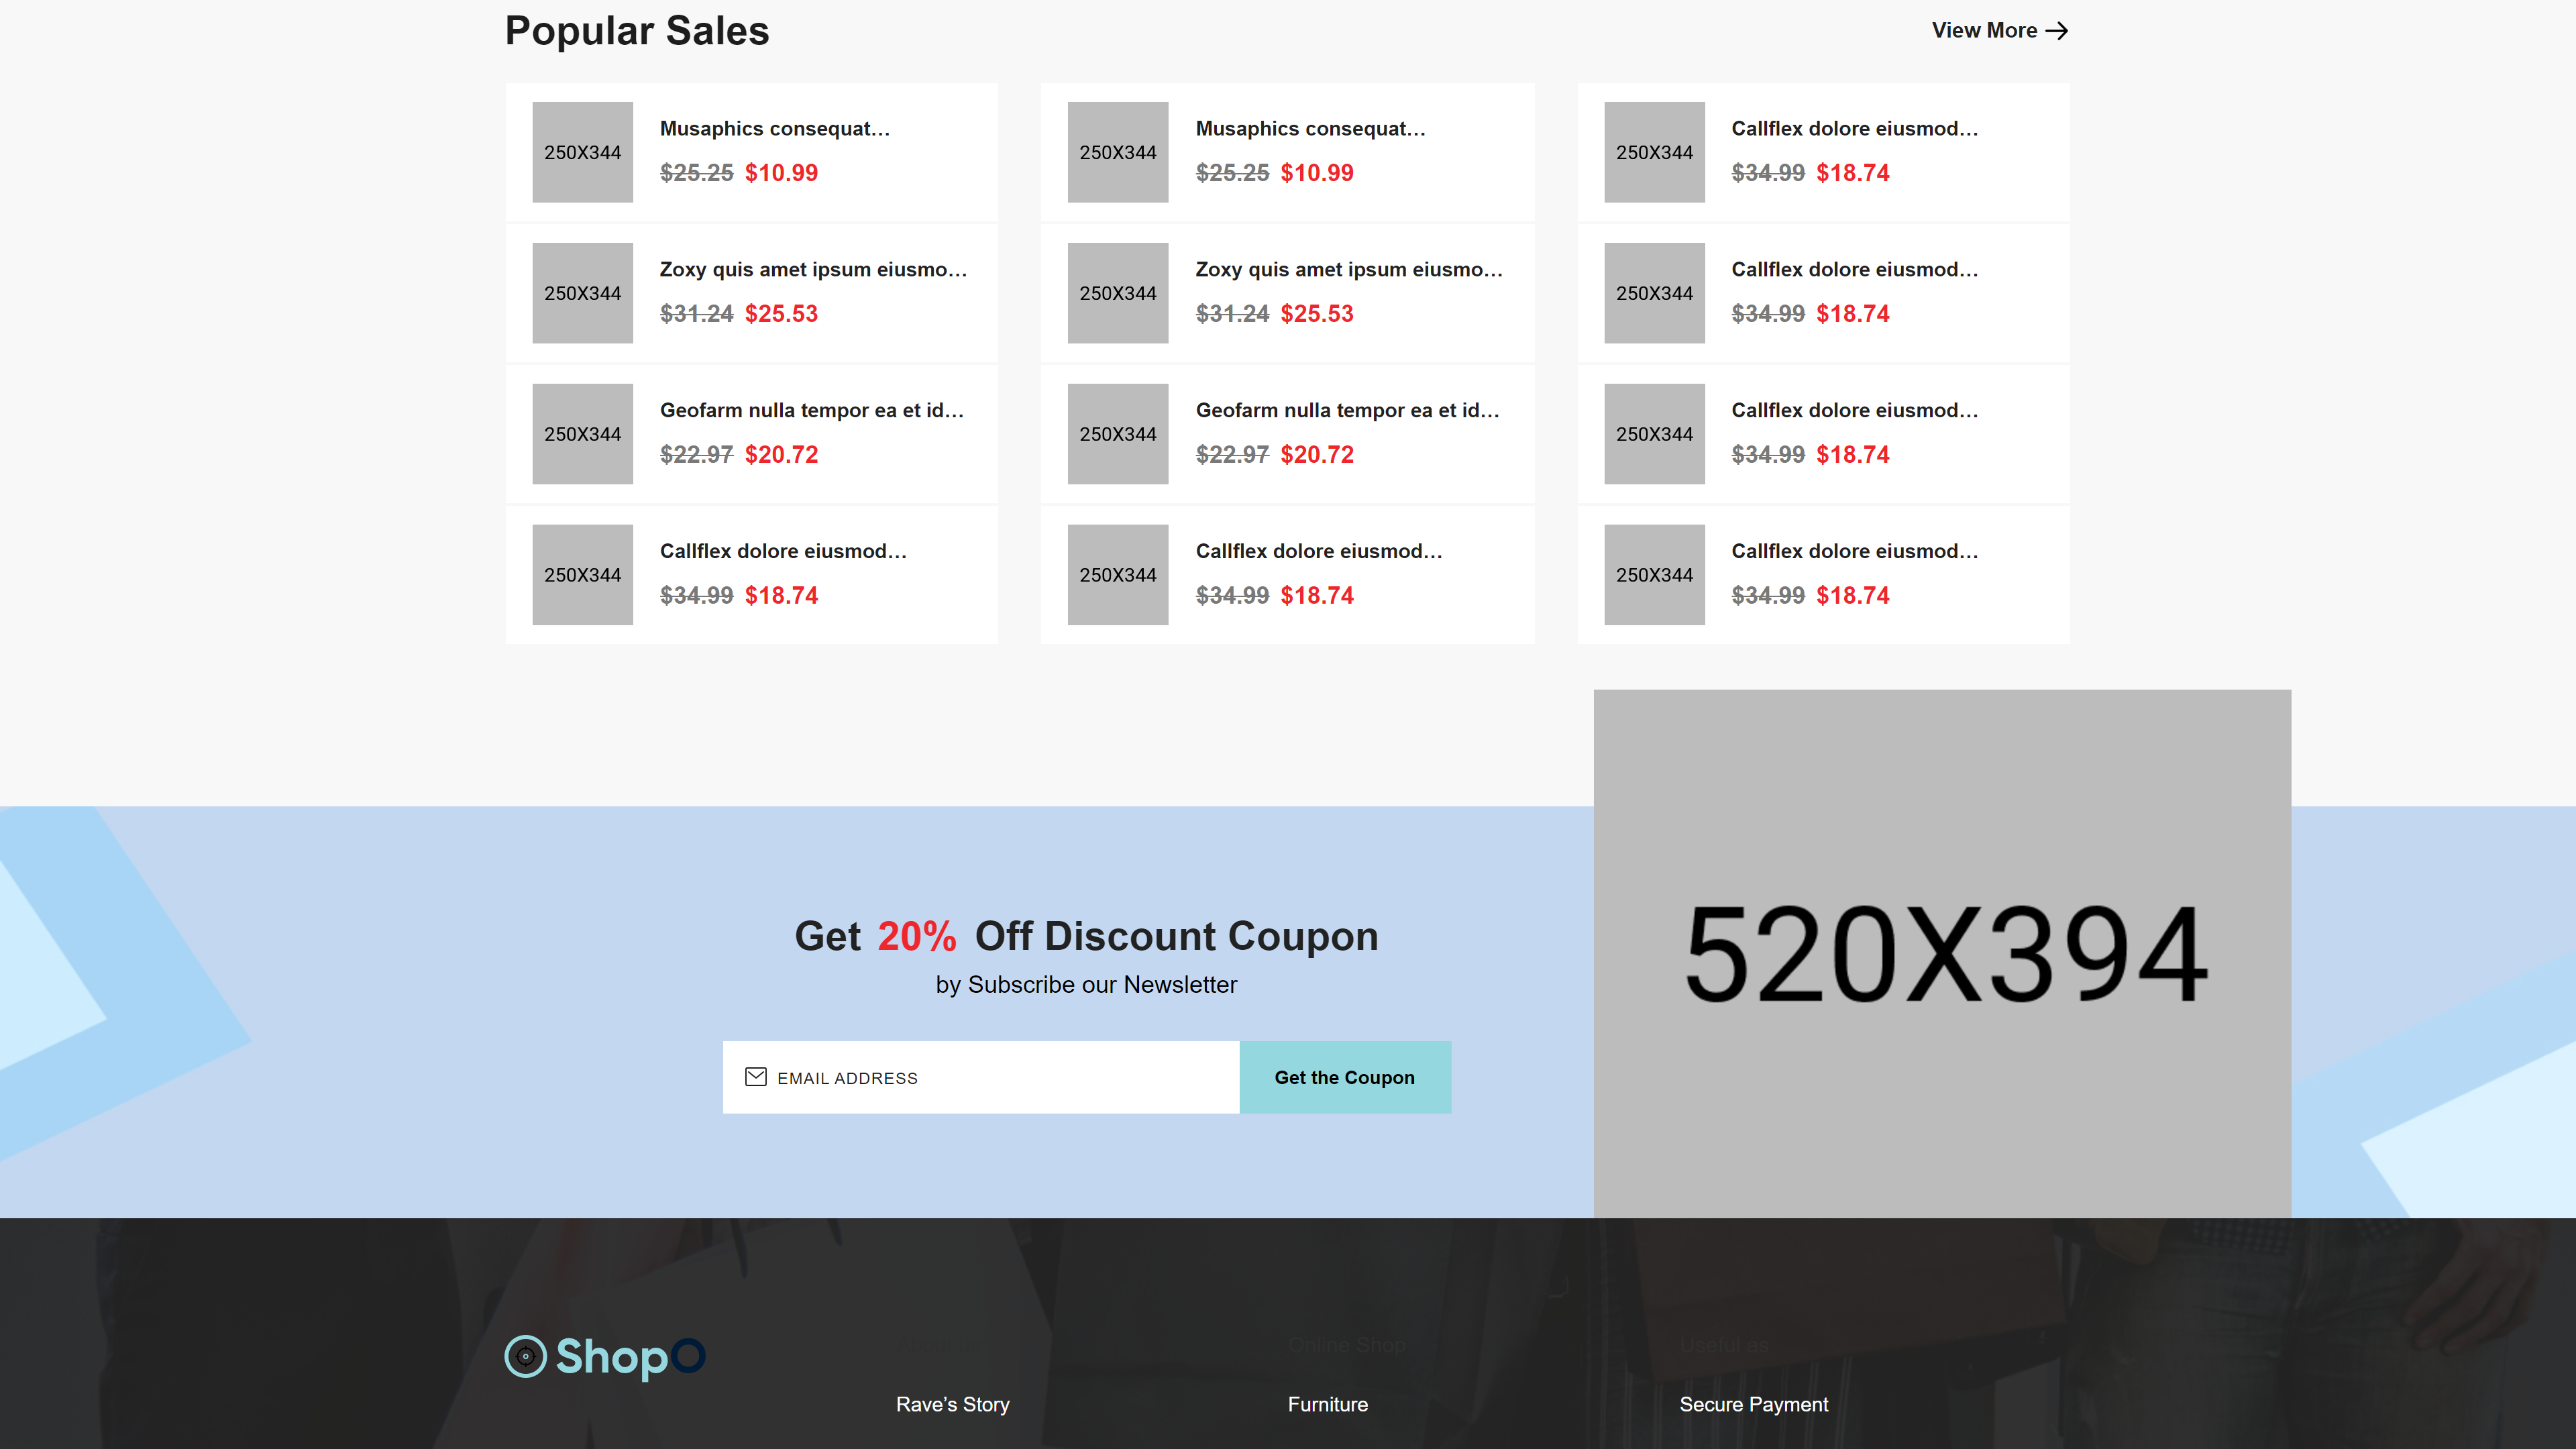 Popular Sales
View More
250X344
Musaphics consequat...
$25.25 $10.99
250X344
Musaphics consequat...
$25.25 $10.99
250X344
Callflex dolore eiusmod...
$34.99 $18.74
250X344
Zoxy quis amet ipsum eiusmo...
$31.24 $25.53
250X344
Zoxy quis amet ipsum eiusmo...
$31.24 $25.53
250X344
Callflex dolore eiusmod...
$34.99 $18.74
250X344
Geofarm nulla tempor ea et id...
$22.97 $20.72
250X344
Geofarm nulla tempor ea et id...
$22.97 $20.72
250X344
Callflex dolore eiusmod...
$34.99 $18.74
250X344
Callflex dolore eiusmod...
$34.99 $18.74
250X344
Callflex dolore eiusmod...
$34.99 $18.74
250X344
Callflex dolore eiusmod...
$34.99 $18.74
520X394
Get 20% Off Discount Coupon
by Subscribe our Newsletter
EMAIL ADDRESS
Get the Coupon
ShopO
Online Shop
Useful as
Rave’s Story
Furniture
Secure Payment